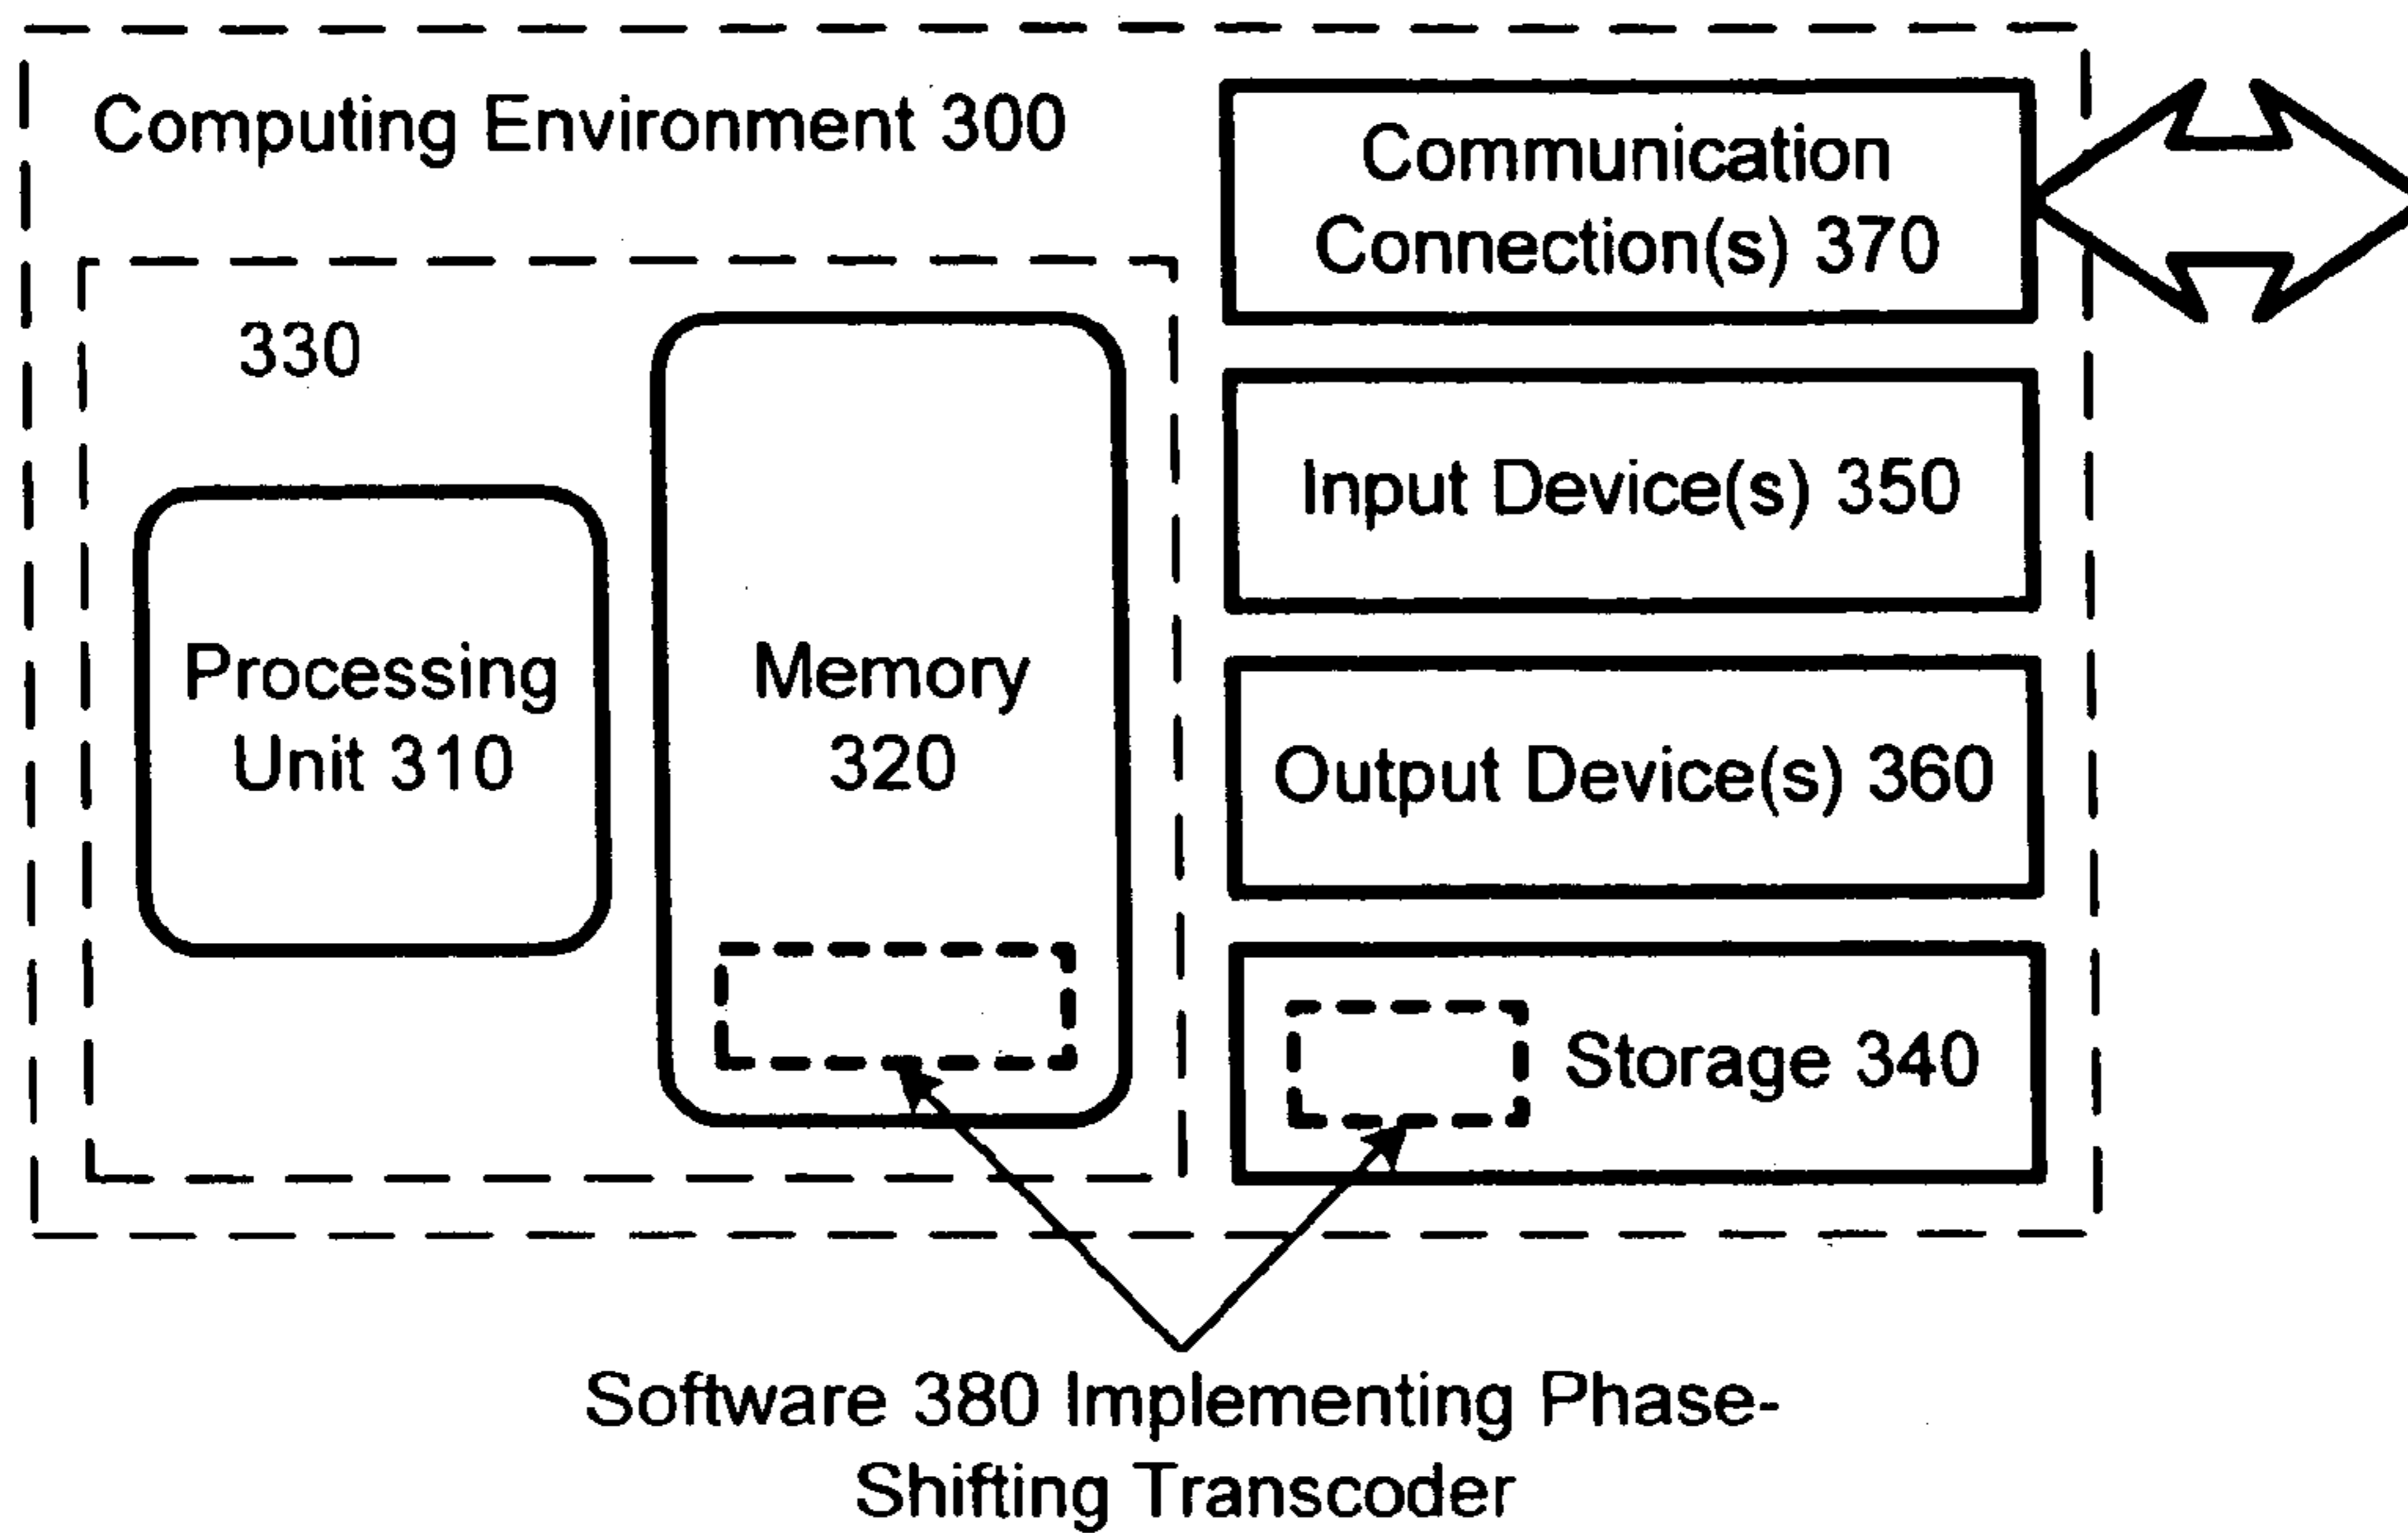 Computing Environment 300
Communication
Connection(s) 370
330
Input Device(s) 350
Processing
Unit 310
Memory
320
Output Device(s) 360
Storage 340
Software 380 Implementing Phase-
Shifting Transcoder